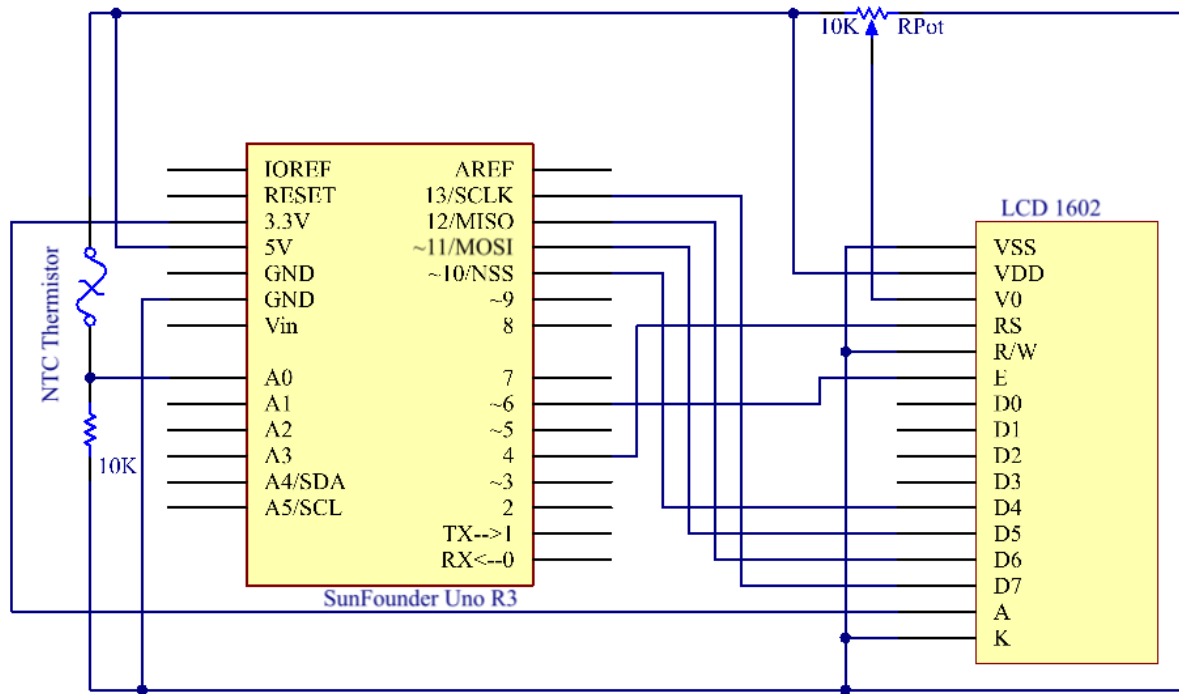 10K RPot
IOREF AREF
RESET 13/SCLK
3.3V 12/MISO
5V ~11/MOSI
GND ~10/NSS
GND ~9
Vin 8
A0 7
A1 ~6
A2 ~5
A3 4
A4/SDA ~3
A5/SCL 2
TX-->1
RX<--0
SunFounder Uno R3
NTC Thermistor
10K
LCD 1602
VSS
VDD
V0
RS
R/W
E
D0
D1
D2
D3
D4
D5
D6
D7
A
K